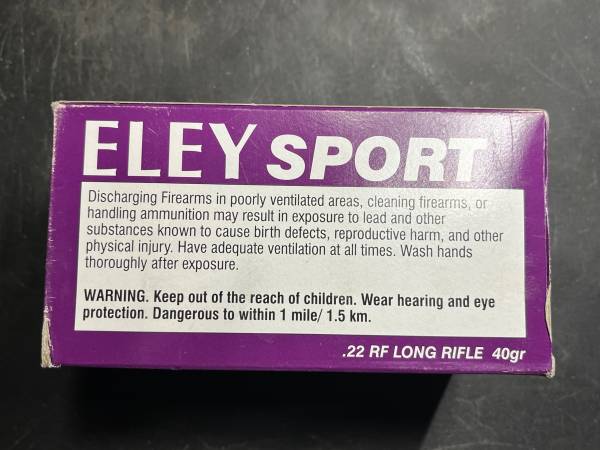 ELEY SPORT
Discharging Firearms in poorly ventilated areas, cleaning firearms, or
handling ammunition may result in exposure to lead and other
substances known to cause birth defects, reproductive harm, and other
physical injury. Have adequate ventilation at all times. Wash hands
thoroughly after exposure.
WARNING. Keep out of the reach of children. Wear hearing and eye
protection. Dangerous to within 1 mile/ 1.5 km.
.22 RF LONG RIFLE 40gr